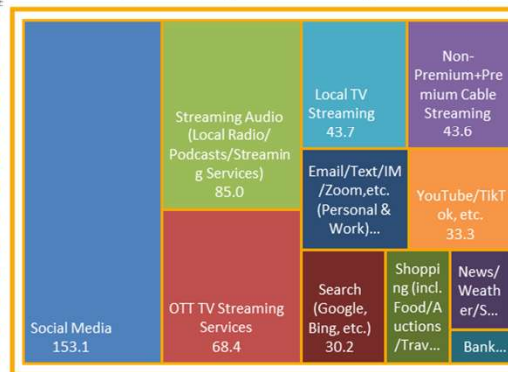 Social Media
153.1
Streaming Audio
(Local Radio/
Podcasts/Streamin
g Services)
85.0
OTT TV Streaming
Services
68.4
Local TV
Streaming
43.7
Non-
Premium+Pre
mium Cable
Streaming
43.6
Email/Text/IM
/Zoom,etc.
(Personal &
Work)...
YouTube/TikT
ok, etc.
33.3
Search
(Google,
Bing, etc.)
30.2
Shoppi
ng (incl.
Food/A
uctions
/Trav...
News/
Weath
er/S...
Bank...